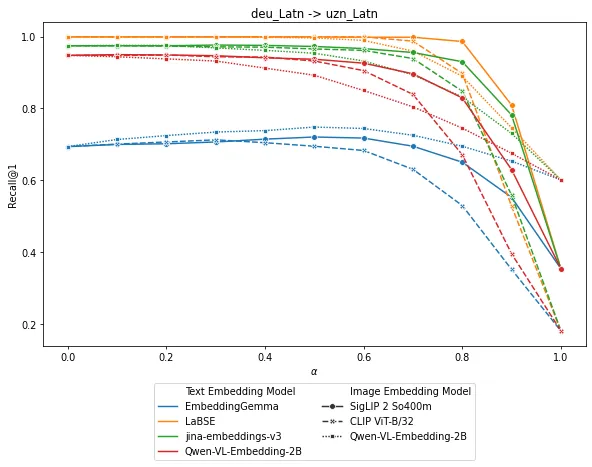 deu_Latn -> uzn_Latn
1.0
0.8
0.6
0.4
0.2
Recall@1
0.0 0.2 0.4 0.6 0.8 1.0
α
Text Embedding Model
EmbeddingGemma
LaBSE
jina-embeddings-v3
Qwen-VL-Embedding-2B
Image Embedding Model
SigLIP 2 So400m
CLIP ViT-B/32
Qwen-VL-Embedding-2B